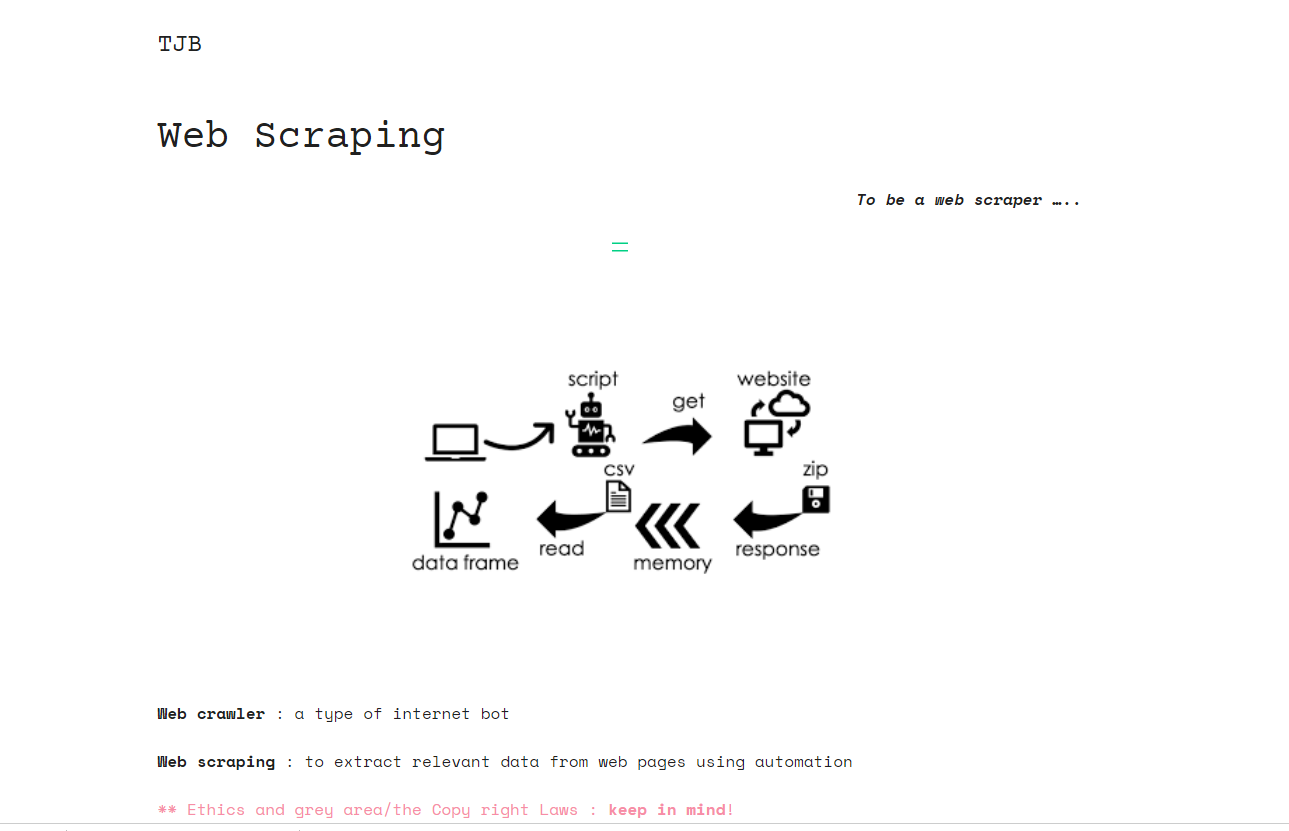 TJB
Web Scraping
To be a web scraper …..
script
website
get
csv
zip
read
response
data frame
memory
Web crawler : a type of internet bot
Web scraping : to extract relevant data from web pages using automation
** Ethics and grey area/the Copy right Laws : keep in mind!